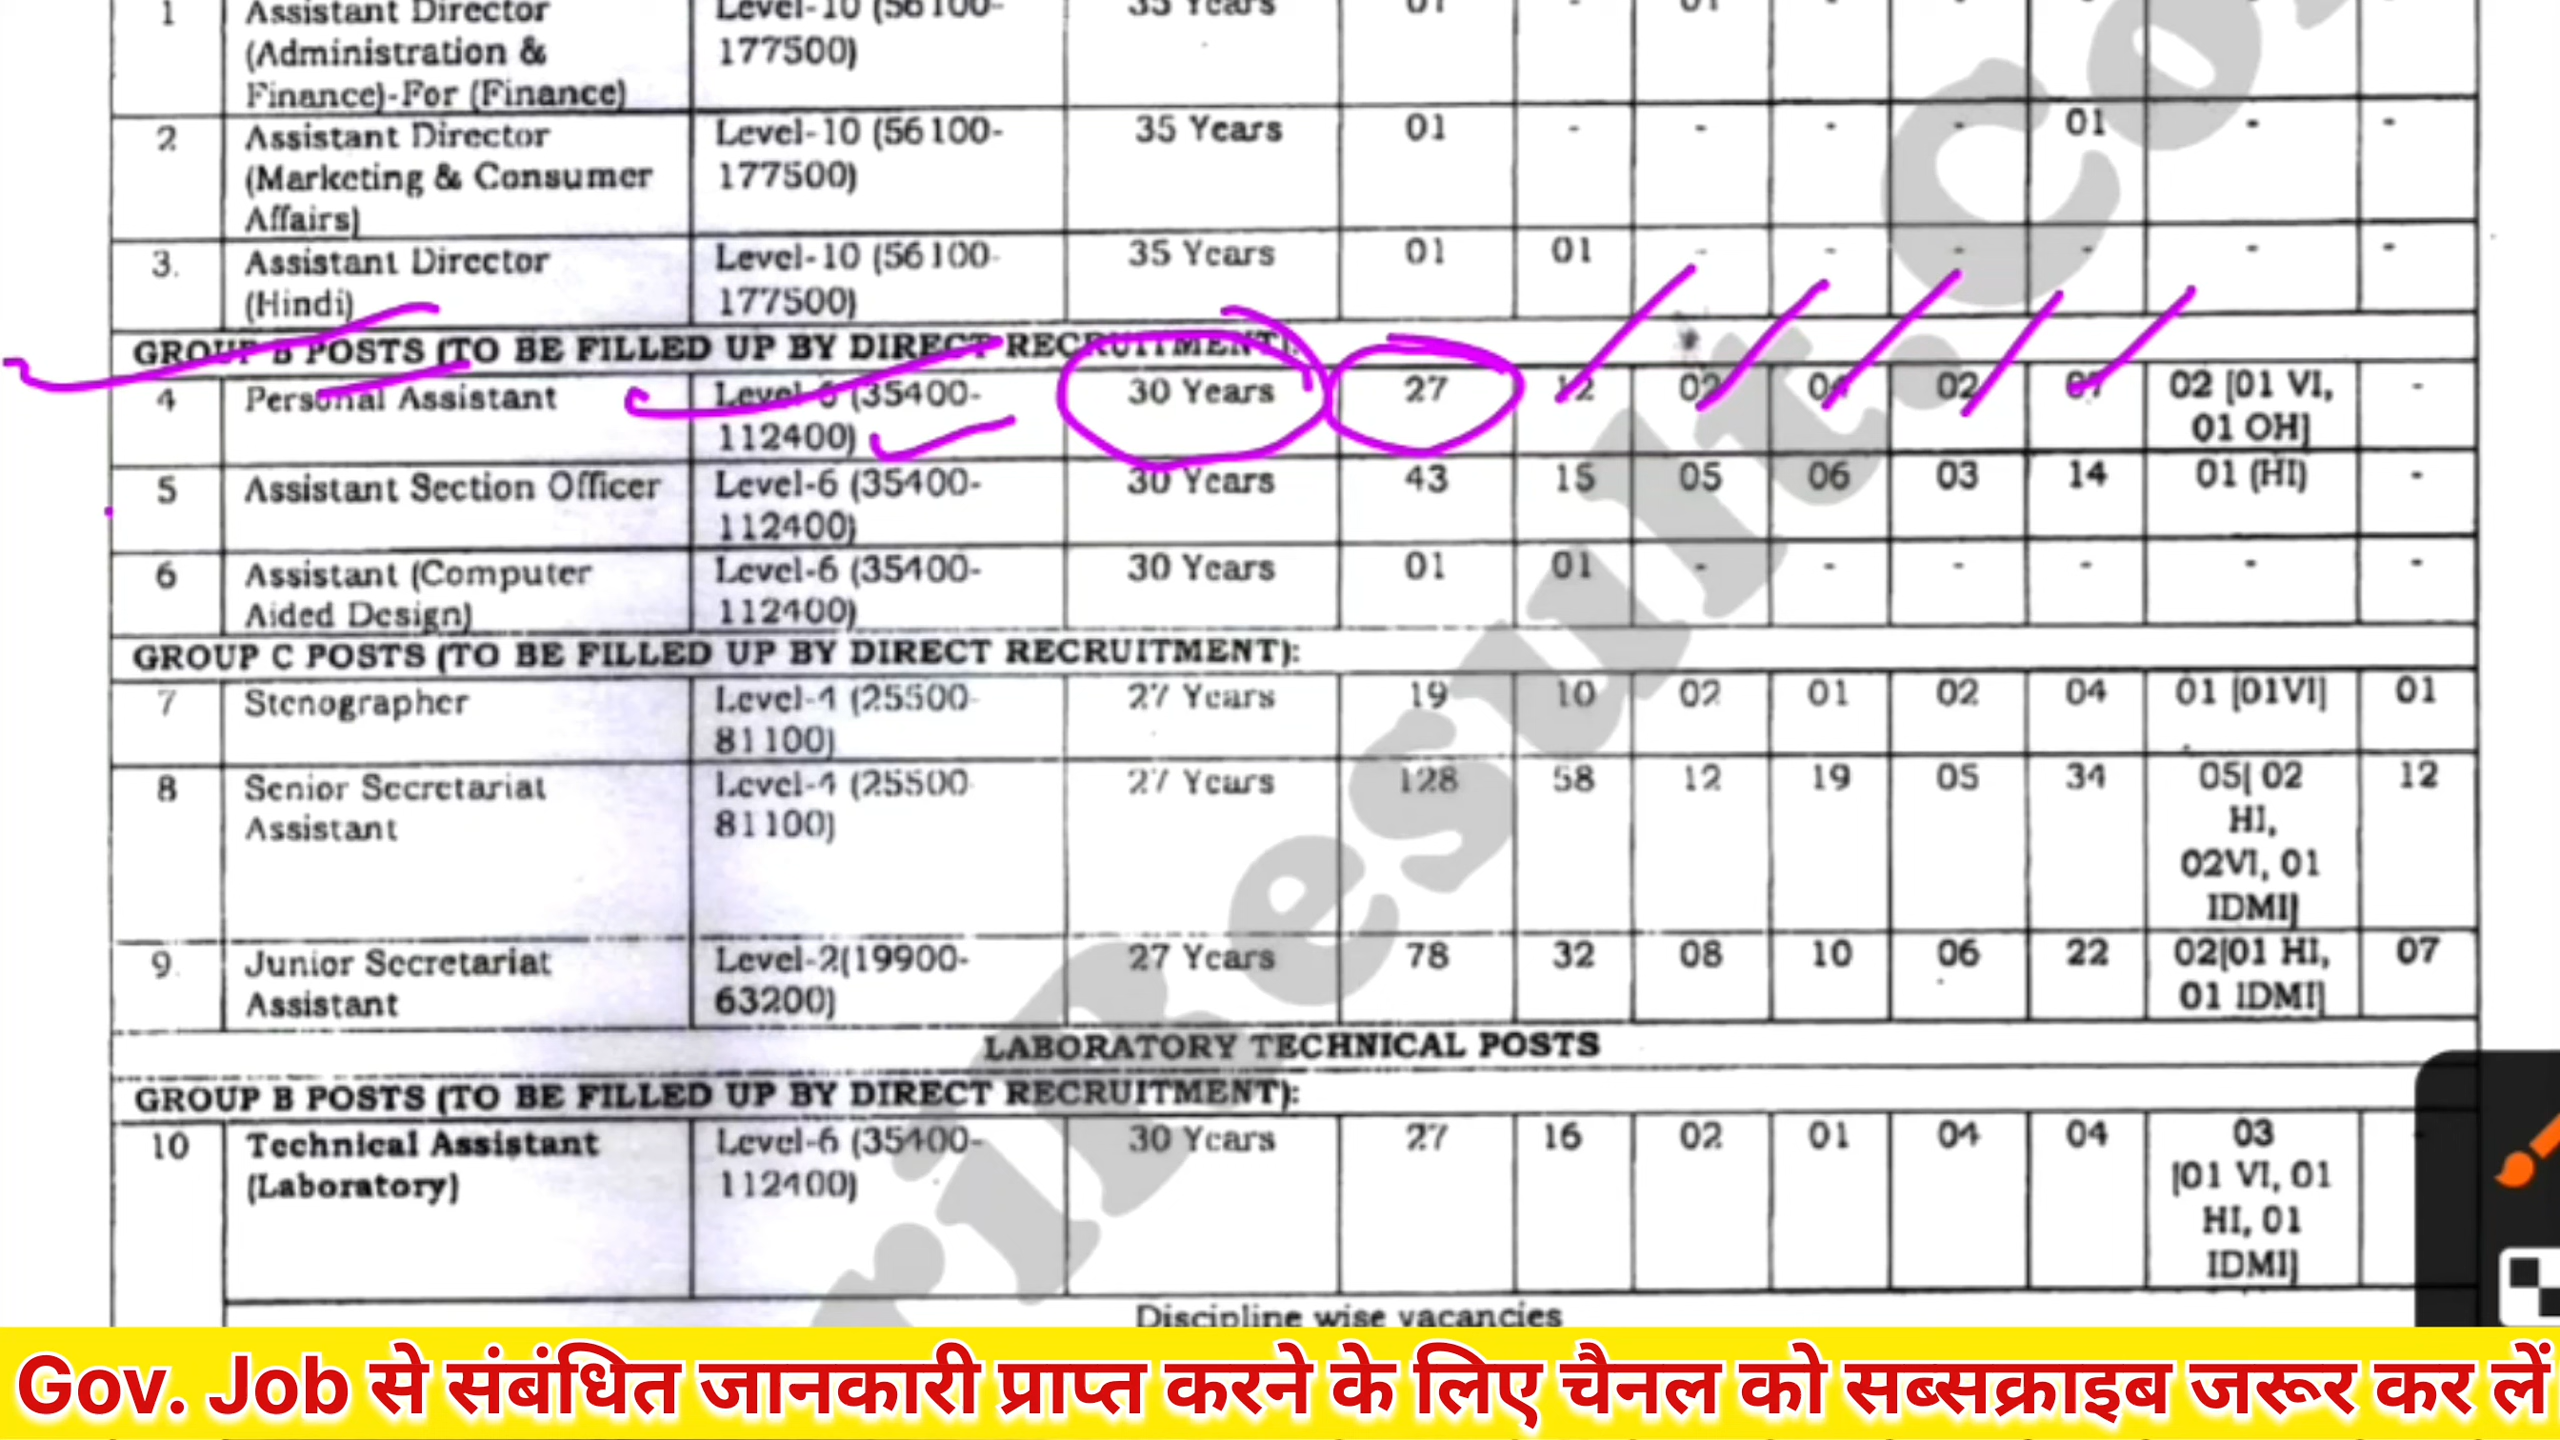 1 Assistant Director Level-10 (56100- 35 Years 01 - 01 - - - - -
(Administration & 177500)
Finance)-For (Finance)
2 Assistant Director Level-10 (56100- 35 Years 01 - - - - 01 - -
(Marketing & Consumer 177500)
Affairs)
3. Assistant Director Level-10 (56100- 35 Years 01 01 - - - - - -
(Hindi) 177500)
GROUP B POSTS (TO BE FILLED UP BY DIRECT RECRUITMENT):
4 Personal Assistant Level-6 (35400- 30 Years 27 12 02 04 02 07 02 [01 VI, -
112400) 01 OH]
5 Assistant Section Officer Level-6 (35400- 30 Years 43 15 05 06 03 14 01 (HI) -
112400)
6 Assistant (Computer Level-6 (35400- 30 Years 01 01 - - - - - -
Aided Design) 112400)
GROUP C POSTS (TO BE FILLED UP BY DIRECT RECRUITMENT):
7 Stenographer Level-4 (25500- 27 Years 19 10 02 01 02 04 01 [01VI] 01
81100)
8 Senior Secretariat Level-4 (25500- 27 Years 128 58 12 19 05 34 05[ 02 12
Assistant 81100) HI,
02VI, 01
IDMI]
9. Junior Secretariat Level-2(19900- 27 Years 78 32 08 10 06 22 02[01 HI, 07
Assistant 63200) 01 IDMI]
LABORATORY TECHNICAL POSTS
GROUP B POSTS (TO BE FILLED UP BY DIRECT RECRUITMENT):
10 Technical Assistant Level-6 (35400- 30 Years 27 16 02 01 04 04 03
(Laboratory) 112400) [01 VI, 01
HI, 01
IDMI]
Discipline wise vacancies
riResult.Co
Gov. Job से संबंधित जानकारी प्राप्त करने के लिए चैनल को सब्सक्राइब जरूर कर लें